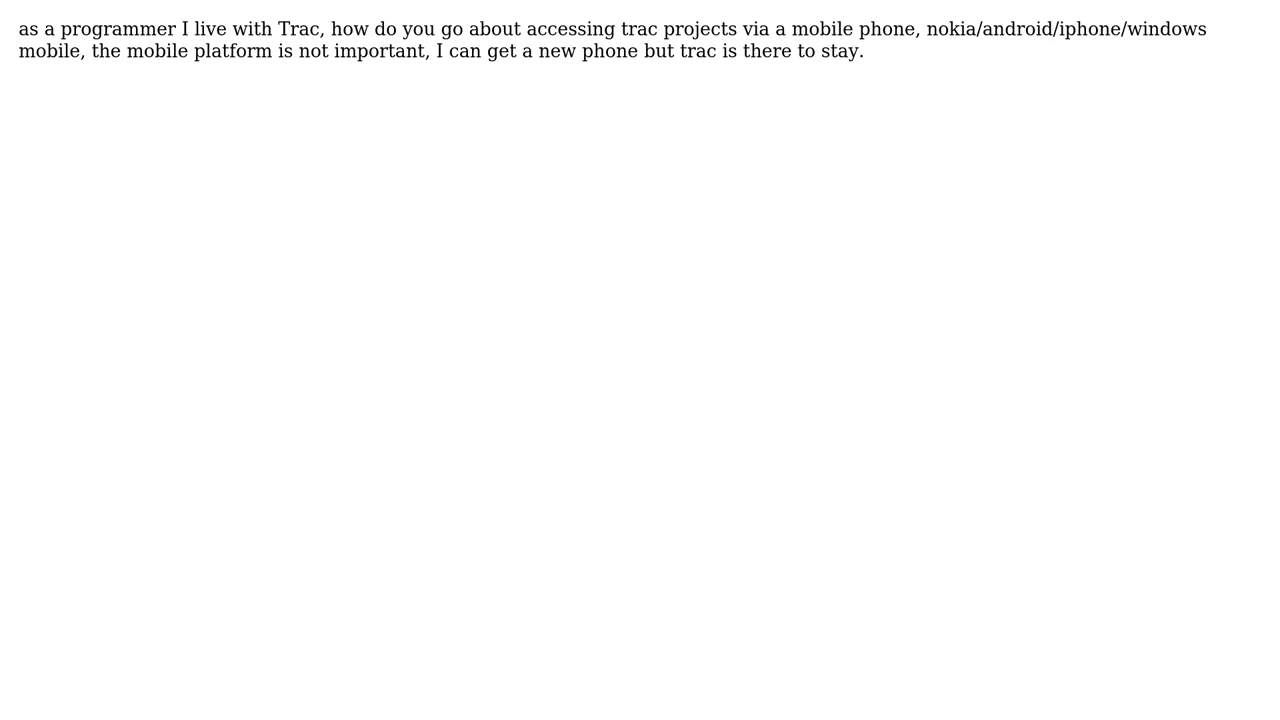 as a programmer I live with Trac, how do you go about accessing trac projects via a mobile phone, nokia/android/iphone/windows
mobile, the mobile platform is not important, I can get a new phone but trac is there to stay.